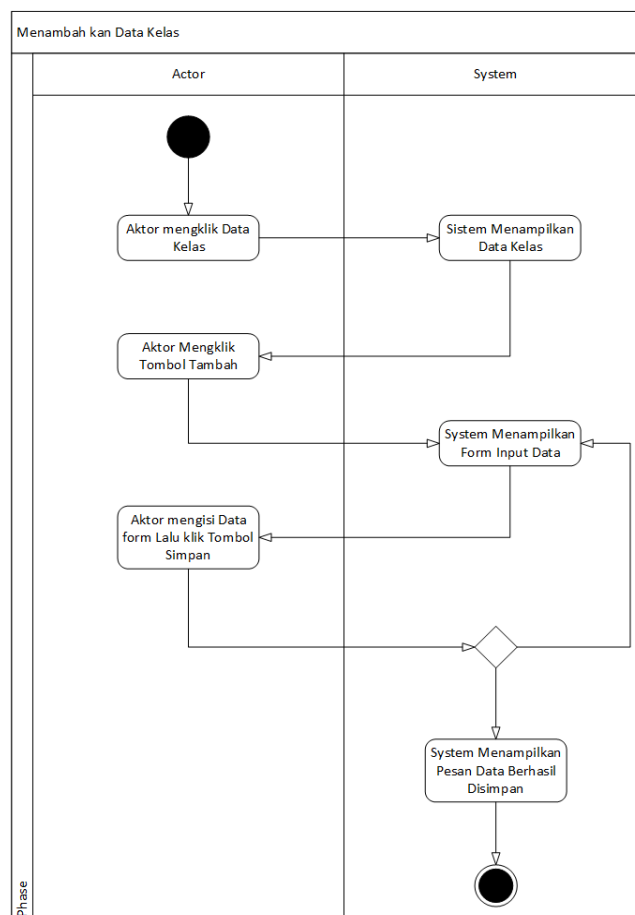 Menambah kan Data Kelas
Actor
System
Aktor mengklik Data
Kelas
Sistem Menampilkan
Data Kelas
Aktor Mengklik
Tombol Tambah
System Menampilkan
Form Input Data
Aktor mengisi Data
form Lalu klik Tombol
Simpan
System Menampilkan
Pesan Data Berhasil
Disimpan
Phase